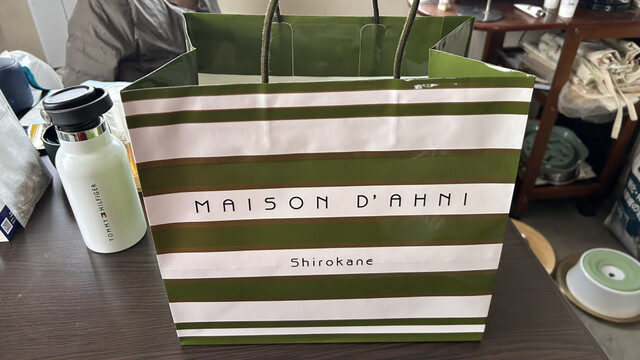 MAISON D'AHNI
Shirokane
TOMMY HILFIGER